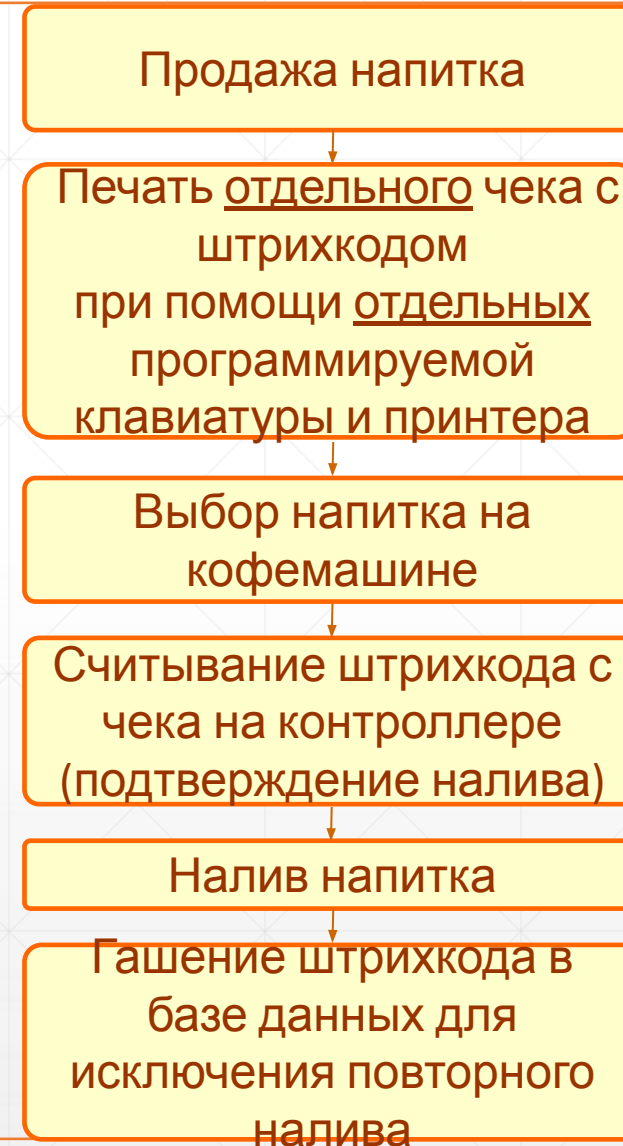 Продажа напитка
Печать отдельного чека с
штрихкодом
при помощи отдельных
программируемой
клавиатуры и принтера
Выбор напитка на
кофемашине
Считывание штрихкода с
чека на контроллере
(подтверждение налива)
Налив напитка
Гашение штрихкода в
базе данных для
исключения повторного
налива